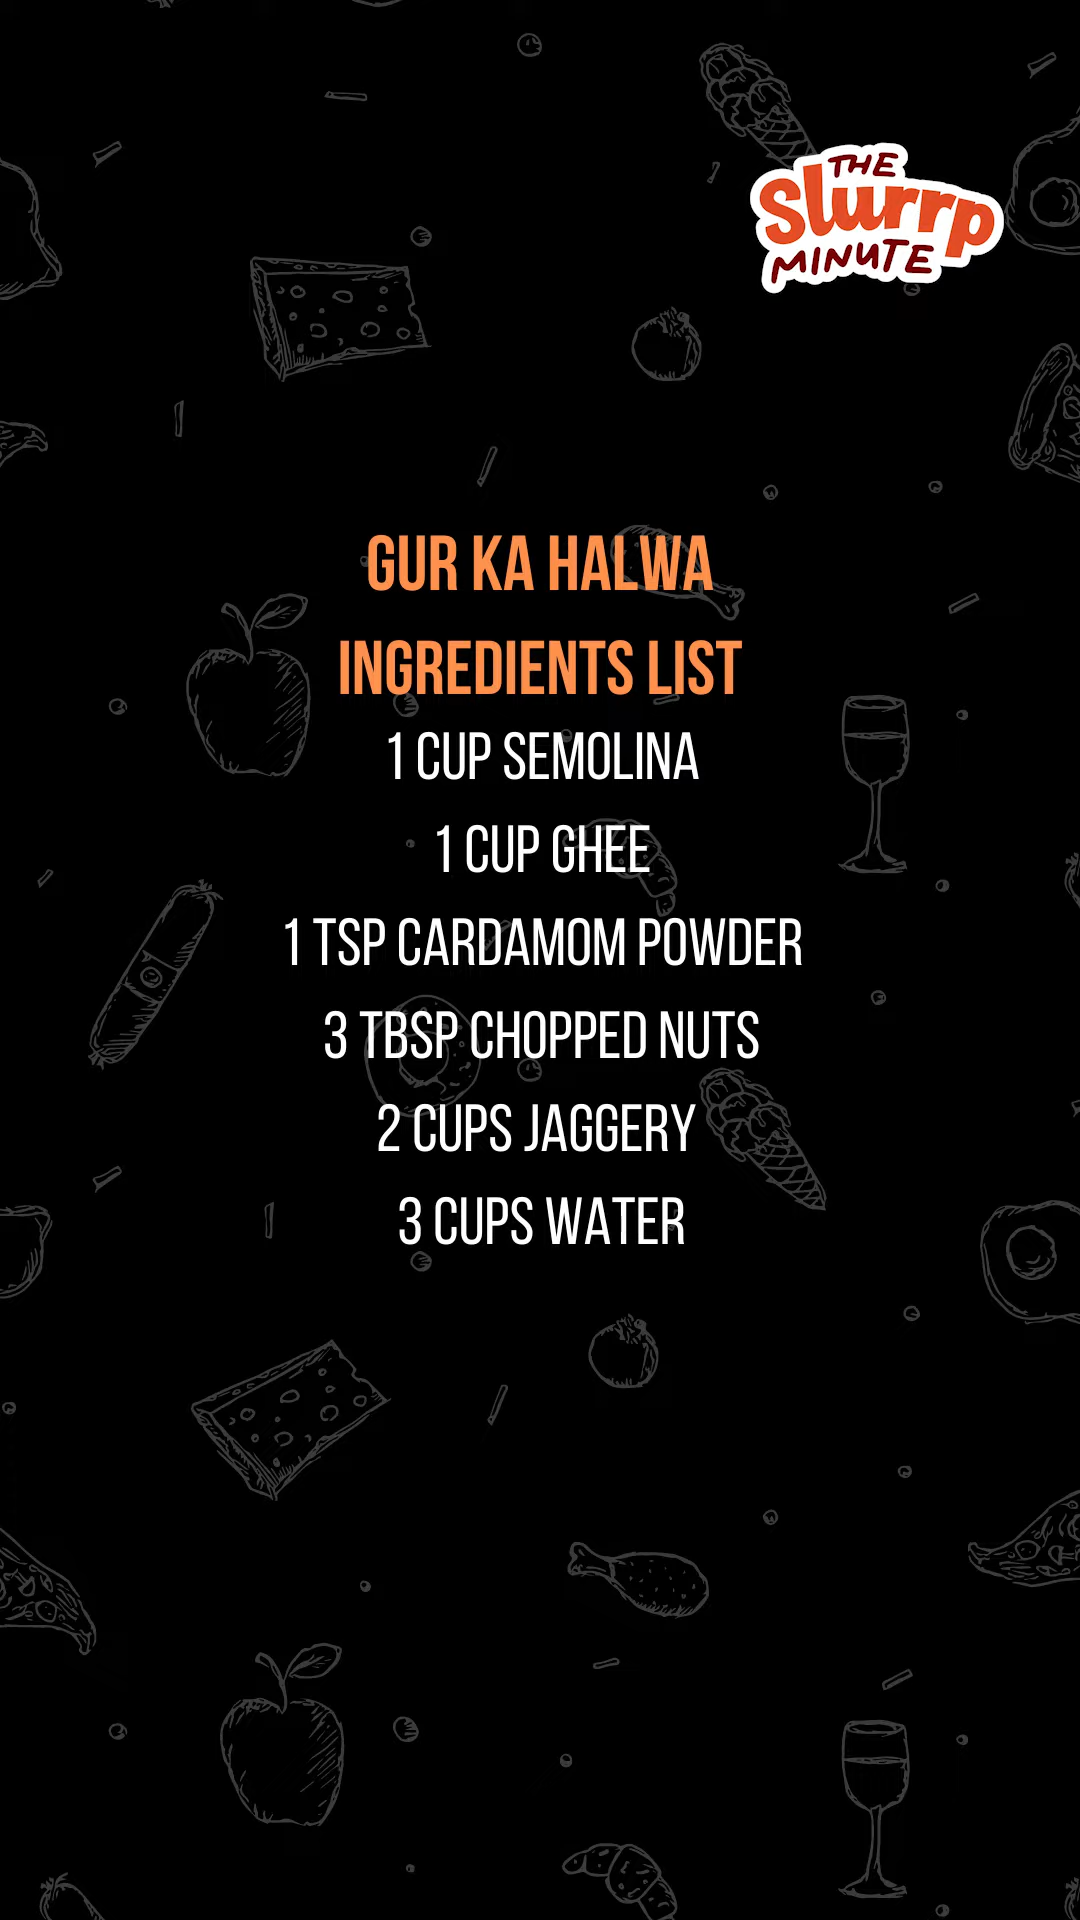 THE
Slurrp
MINUTE
GUR KA HALWA
INGREDIENTS LIST
1 CUP SEMOLINA
1 CUP GHEE
1 TSP CARDAMOM POWDER
3 TBSP CHOPPED NUTS
2 CUPS JAGGERY
3 CUPS WATER